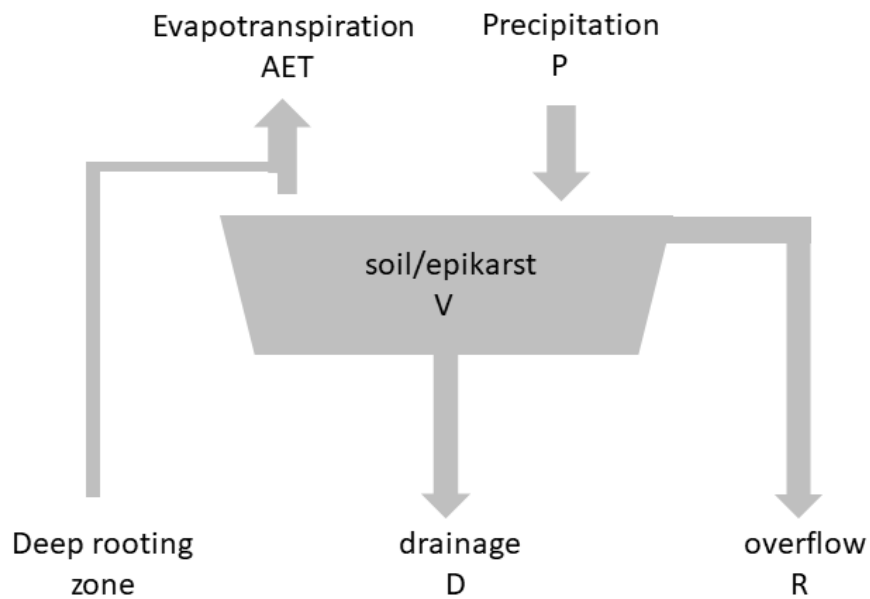 Evapotranspiration
AET
Precipitation
P
soil/epikarst
V
Deep rooting
zone
drainage
D
overflow
R